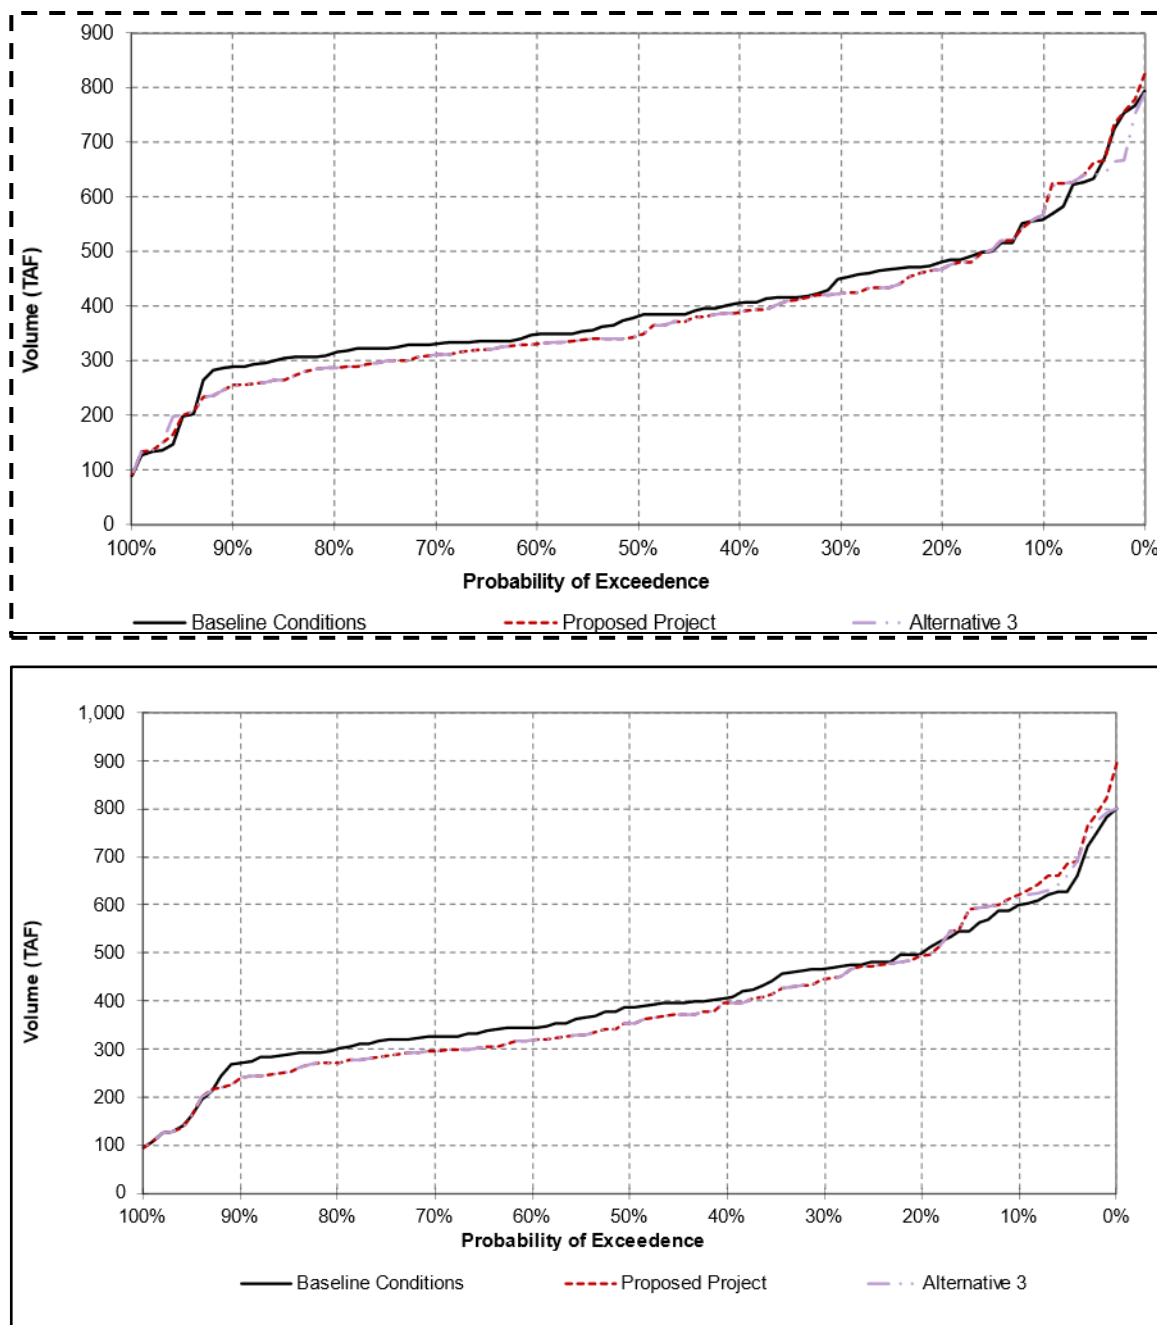 900
800
700
600
500
400
300
200
100
0
Volume (TAF)
100% 90% 80% 70% 60% 50% 40% 30% 20% 10% 0%
Probability of Exceedence
Baseline Conditions Proposed Project Alternative 3
1,000
900
800
700
600
500
400
300
200
100
0
Volume (TAF)
100% 90% 80% 70% 60% 50% 40% 30% 20% 10% 0%
Probability of Exceedence
Baseline Conditions Proposed Project Alternative 3